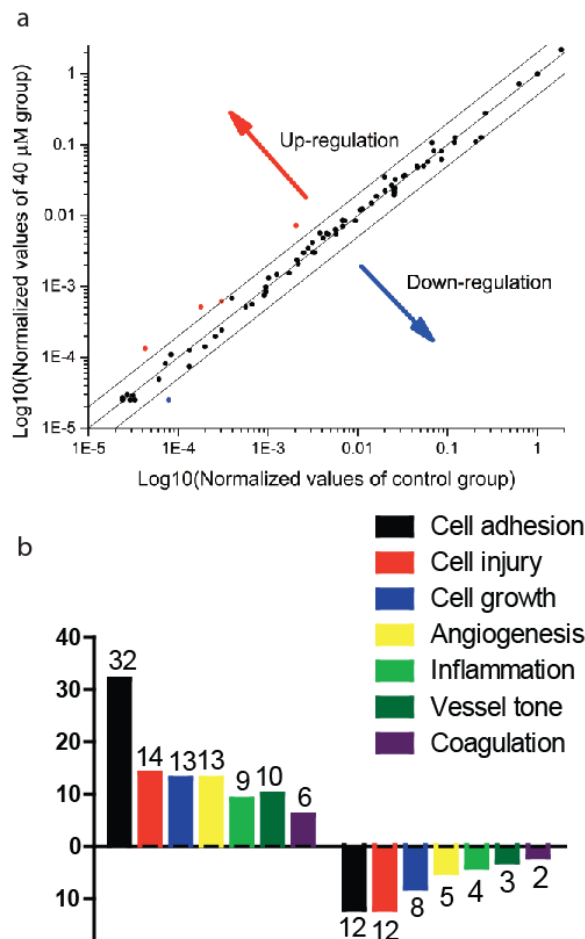 a
Log10(Normalized values of 40 μM group)
1
0.1
0.01
1E-3
1E-4
1E-5
Up-regulation
Down-regulation
1E-5 1E-4 1E-3 0.01 0.1 1
Log10(Normalized values of control group)
b
Cell adhesion
Cell injury
Cell growth
Angiogenesis
Inflammation
Vessel tone
Coagulation
40
30
20
10
0
10
32 14 13 13 9 10 6
12 12 8 5 4 3 2